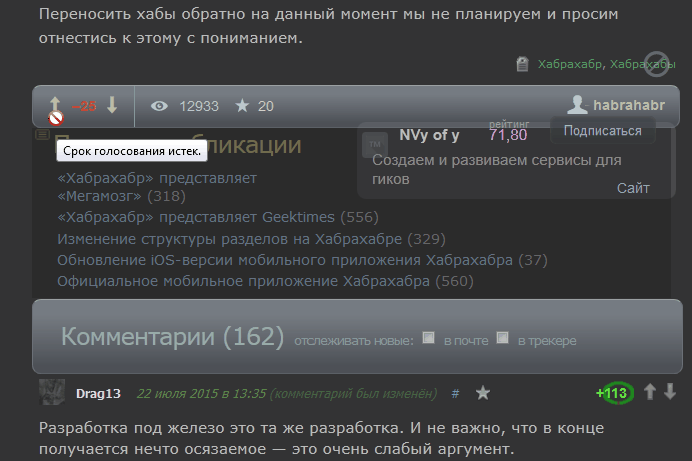 Переносить хабы обратно на данный момент мы не планируем и просим
отнестись к этому с пониманием.
Хабрахабр, Хабрахабы
–28 12933 20 habrahabr
бликации
Срок голосования истек.
рейтинг
NVy of y 71,80 Подписаться
Создаем и развиваем сервисы для
гиков
Сайт
«Хабрахабр» представляет
«Мегамозг» (318)
«Хабрахабр» представляет Geektimes (556)
Изменение структуры разделов на Хабрахабре (329)
Обновление iOS-версии мобильного приложения Хабрахабра (37)
Официальное мобильное приложение Хабрахабра (560)
Комментарии (162) отслеживать новые: в почте в трекере
Drag13 22 июля 2015 в 13:35 (комментарий был изменён) # +113
Разработка под железо это та же разработка. И не важно, что в конце
получается нечто осязаемое — это очень слабый аргумент.